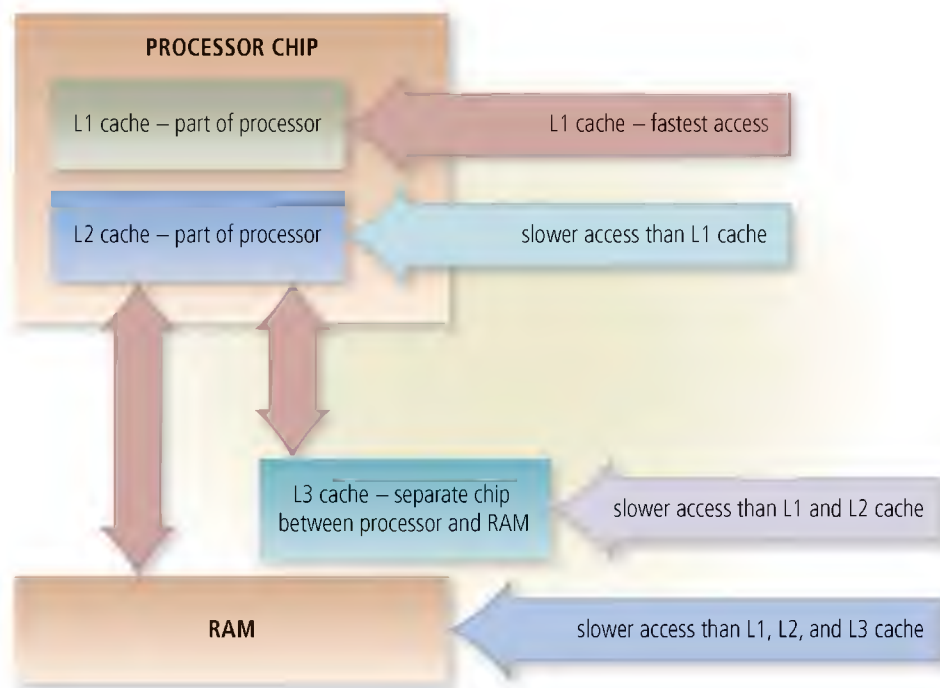 PROCESSOR CHIP
L1 cache – part of processor
L1 cache – fastest access
L2 cache – part of processor
slower access than L1 cache
L3 cache – separate chip
between processor and RAM
slower access than L1 and L2 cache
RAM
slower access than L1, L2, and L3 cache